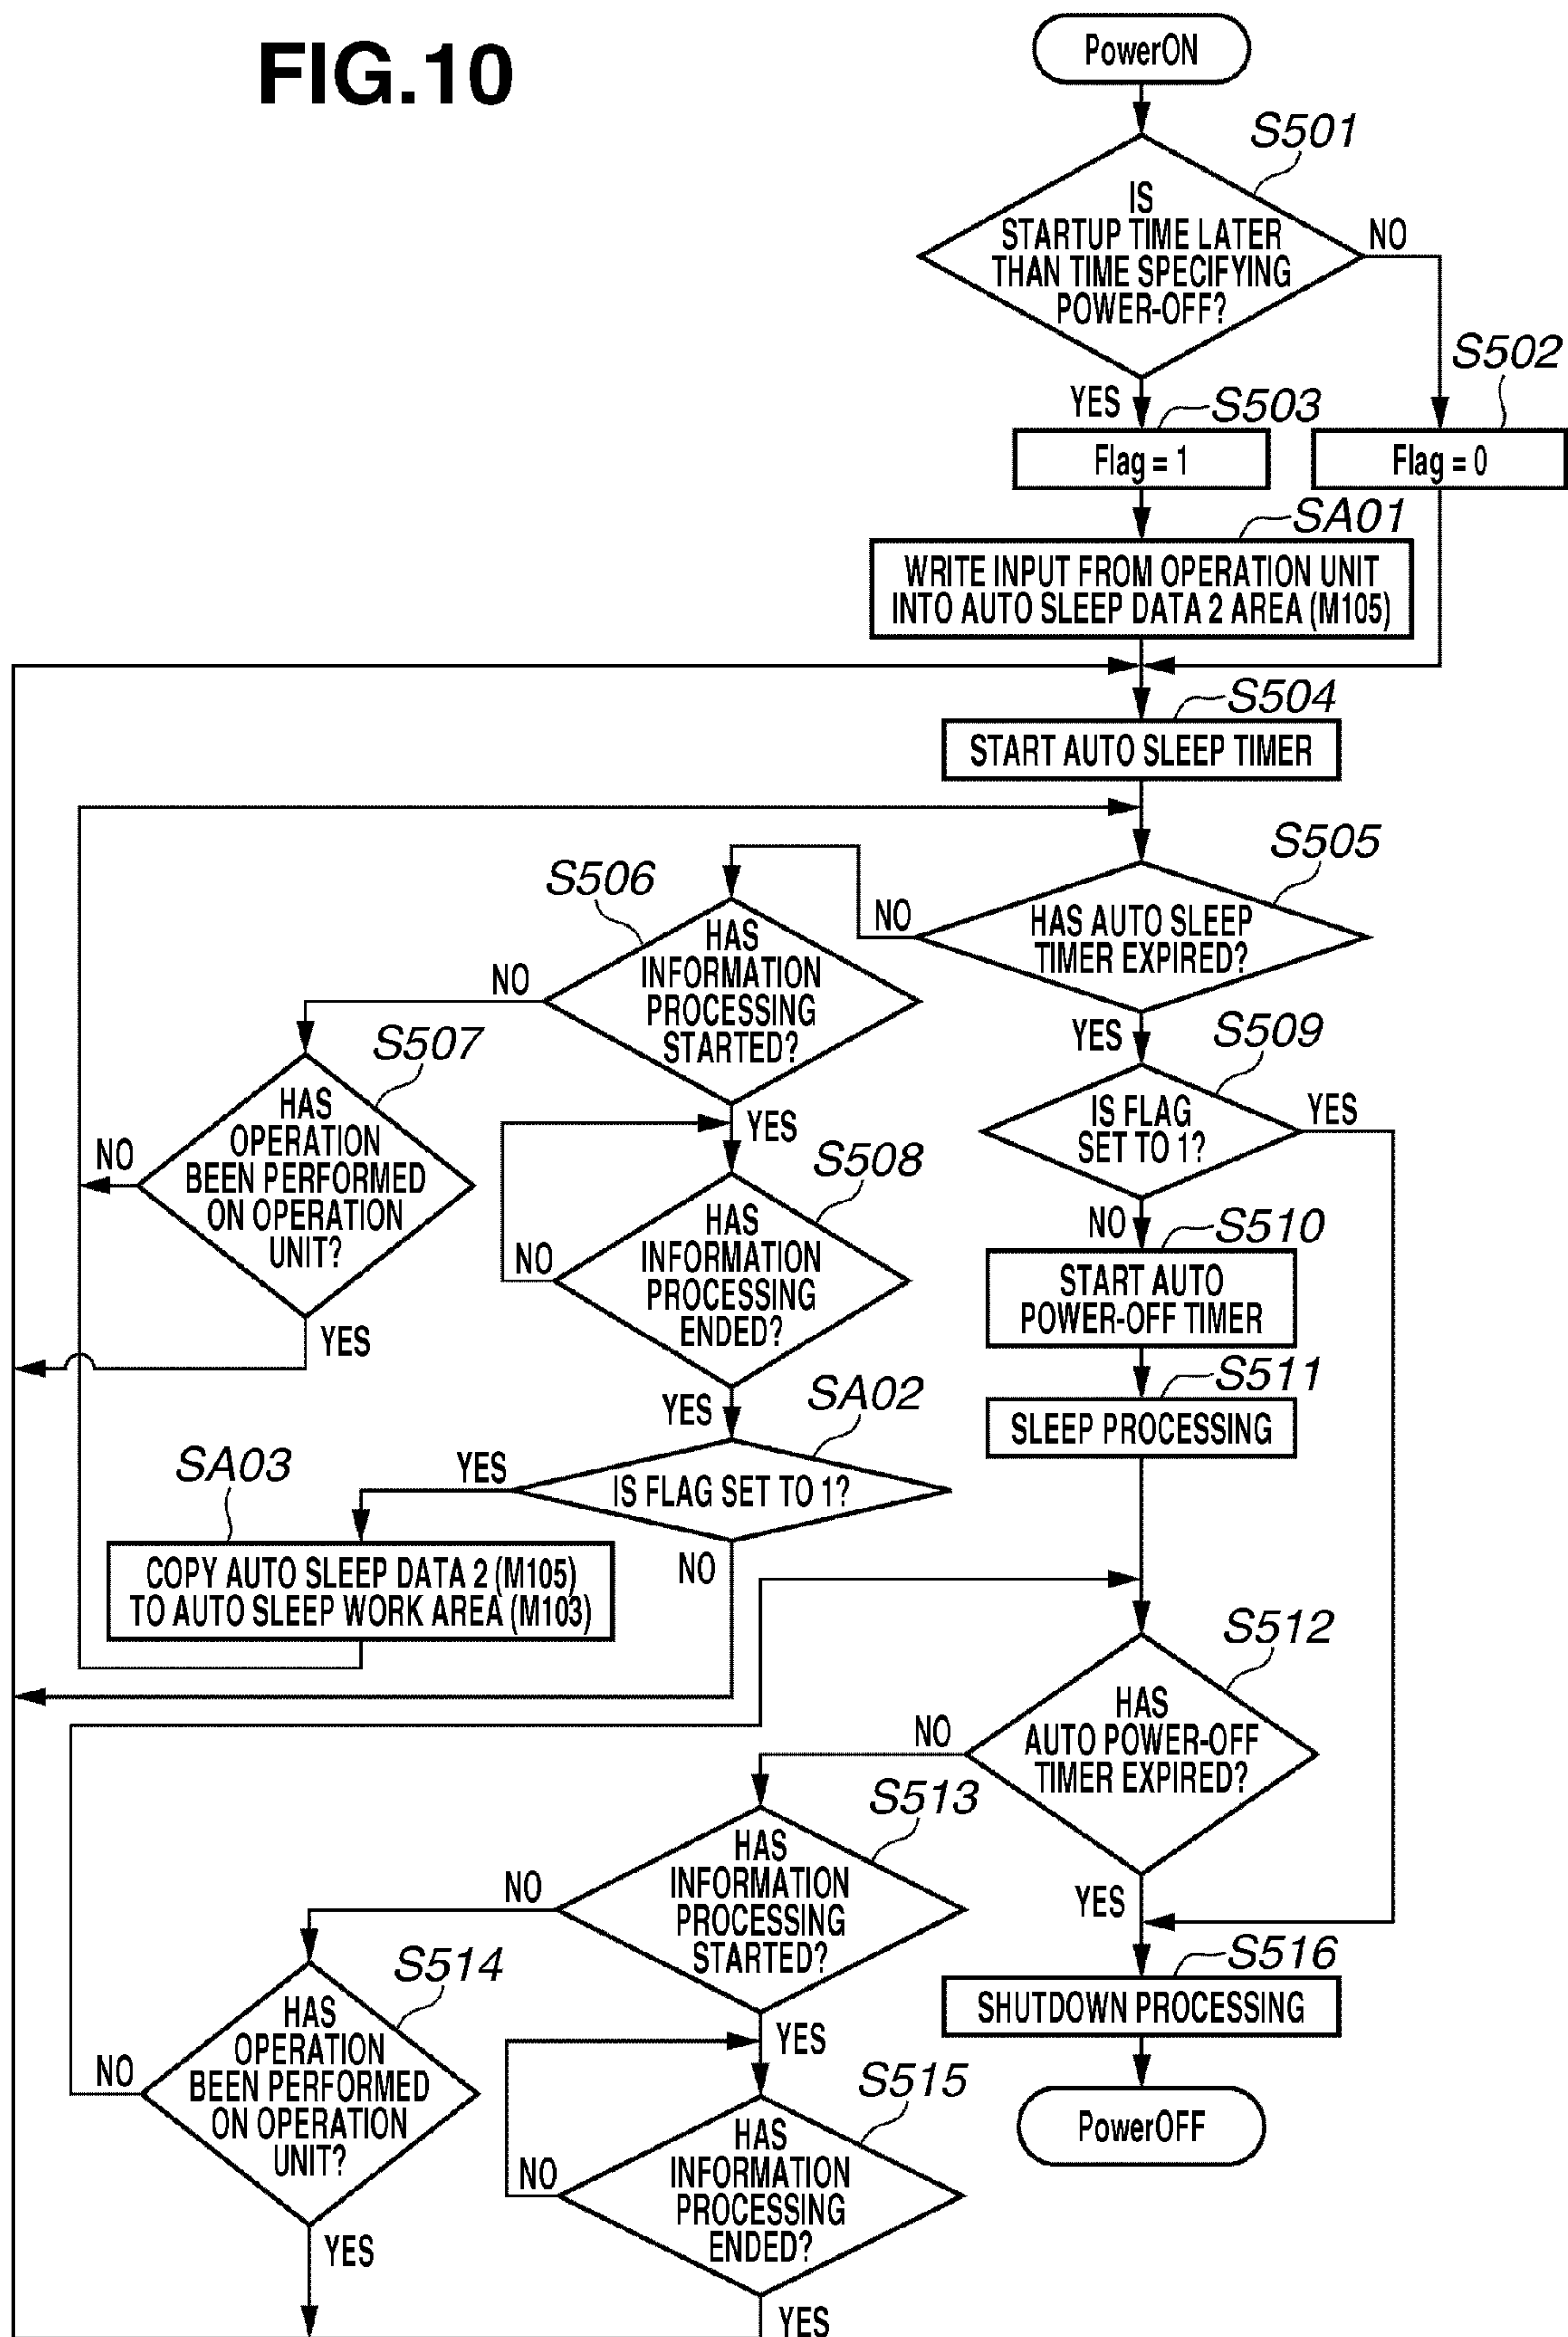 FIG.10
PowerON
S501
IS
STARTUP TIME LATER
THAN TIME SPECIFYING
POWER-OFF?
NO
S502
YES
S503
Flag = 1
Flag = 0
SA01
WRITE INPUT FROM OPERATION UNIT
INTO AUTO SLEEP DATA 2 AREA (M105)
S504
START AUTO SLEEP TIMER
S505
HAS AUTO SLEEP
TIMER EXPIRED?
NO
YES
S506
HAS
INFORMATION
PROCESSING
STARTED?
NO
YES
S507
HAS
OPERATION
BEEN PERFORMED
ON OPERATION
UNIT?
NO
YES
S508
HAS
INFORMATION
PROCESSING
ENDED?
NO
YES
S509
IS FLAG
SET TO 1?
YES
NO
S510
START AUTO
POWER-OFF TIMER
S511
SLEEP PROCESSING
SA02
IS FLAG SET TO 1?
YES
NO
SA03
COPY AUTO SLEEP DATA 2 (M105)
TO AUTO SLEEP WORK AREA (M103)
S512
HAS
AUTO POWER-OFF
TIMER EXPIRED?
NO
YES
S513
HAS
INFORMATION
PROCESSING
STARTED?
NO
YES
S514
HAS
OPERATION
BEEN PERFORMED
ON OPERATION
UNIT?
NO
YES
S515
HAS
INFORMATION
PROCESSING
ENDED?
NO
YES
S516
SHUTDOWN PROCESSING
PowerOFF